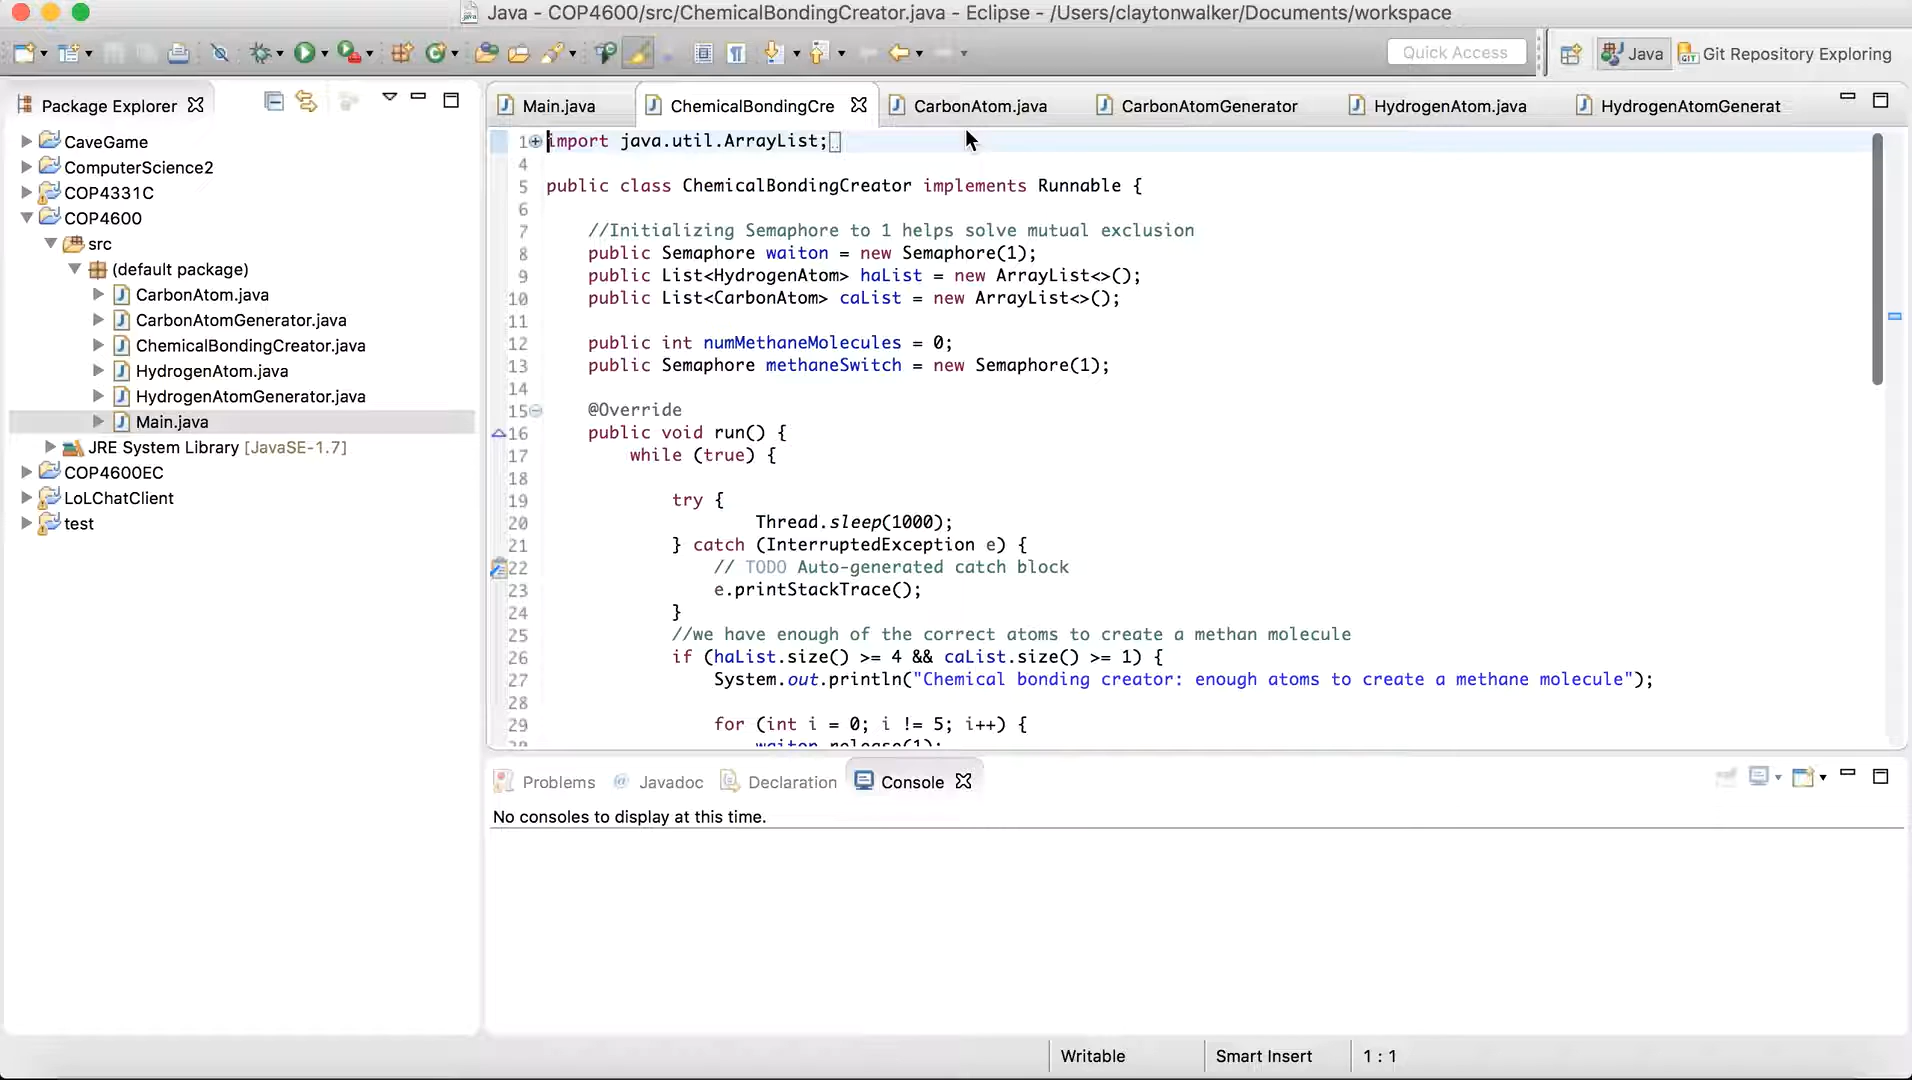 Java - COP4600/src/ChemicalBondingCreator.java - Eclipse - /Users/claytonwalker/Documents/workspace
Quick Access
Java
Git Repository Exploring
Package Explorer
CaveGame
ComputerScience2
COP4331C
COP4600
src
(default package)
CarbonAtom.java
CarbonAtomGenerator.java
ChemicalBondingCreator.java
HydrogenAtom.java
HydrogenAtomGenerator.java
Main.java
JRE System Library [JavaSE-1.7]
COP4600EC
LoLChatClient
test
Main.java
ChemicalBondingCre
CarbonAtom.java
CarbonAtomGenerator
HydrogenAtom.java
HydrogenAtomGenerat
1 import java.util.ArrayList;
4
5 public class ChemicalBondingCreator implements Runnable {
6
7 //Initializing Semaphore to 1 helps solve mutual exclusion
8 public Semaphore waiton = new Semaphore(1);
9 public List<HydrogenAtom> haList = new ArrayList<>();
10 public List<CarbonAtom> caList = new ArrayList<>();
11
12 public int numMethaneMolecules = 0;
13 public Semaphore methaneSwitch = new Semaphore(1);
14
15 @Override
16 public void run() {
17 while (true) {
18
19 try {
20 Thread.sleep(1000);
21 } catch (InterruptedException e) {
22 // TODO Auto-generated catch block
23 e.printStackTrace();
24 }
25 //we have enough of the correct atoms to create a methan molecule
26 if (haList.size() >= 4 && caList.size() >= 1) {
27 System.out.println("Chemical bonding creator: enough atoms to create a methane molecule");
28
29 for (int i = 0; i != 5; i++) {
30 waiton.release(1);
Problems
Javadoc
Declaration
Console
No consoles to display at this time.
Writable
Smart Insert
1 : 1